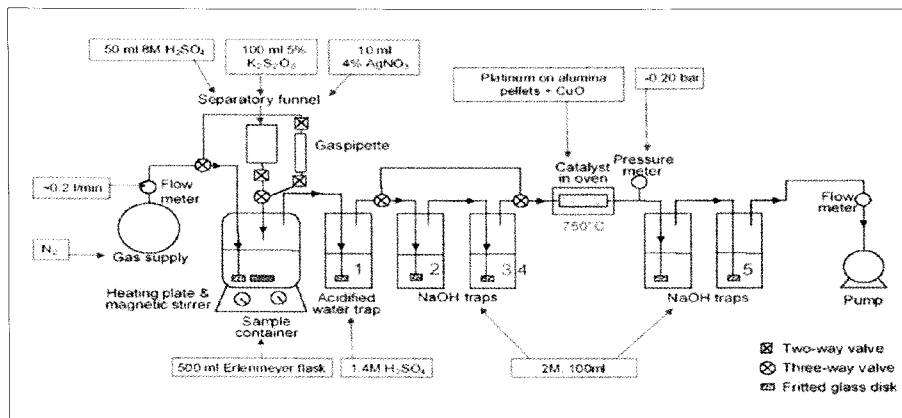 50 ml 8M H₂SO₄
100 ml 5%
K₂S₂O₈
10 ml
4% AgNO₃
Separatory funnel
Gaspipette
Platinum on alumina
pellets + CuO
-0.20 bar
Catalyst
in oven
Pressure
meter
~0.2 l/min
Flow
meter
750°C
Flow
meter
N₂
Gas supply
1
2
3,4
5
Heating plate &
magnetic stirrer
Sample
container
Acidified
water trap
NaOH traps
NaOH traps
Pump
500 ml Erlenmeyer flask
1.4M H₂SO₄
2M, 100ml
Two-way valve
Three-way valve
Fritted glass disk